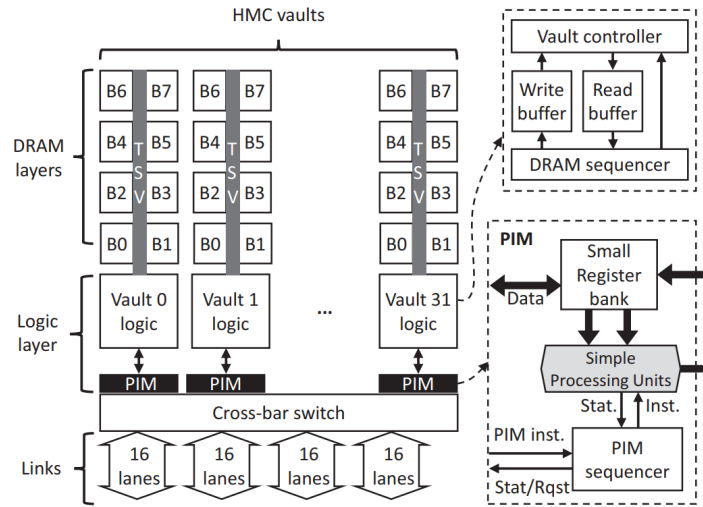 HMC vaults
DRAM
layers
B6 B7
B4 B5
B2 B3
B0 B1
TSV
B6 B7
B4 B5
B2 B3
B0 B1
TSV
B6 B7
B4 B5
B2 B3
B0 B1
TSV
Logic
layer
Vault 0
logic
Vault 1
logic
...
Vault 31
logic
PIM
PIM
PIM
Cross-bar switch
Links
16
lanes
16
lanes
16
lanes
16
lanes
Vault controller
Write
buffer
Read
buffer
DRAM sequencer
PIM
Small
Register
bank
Data
Simple
Processing Units
Stat.
Inst.
PIM inst.
PIM
sequencer
Stat/Rqst